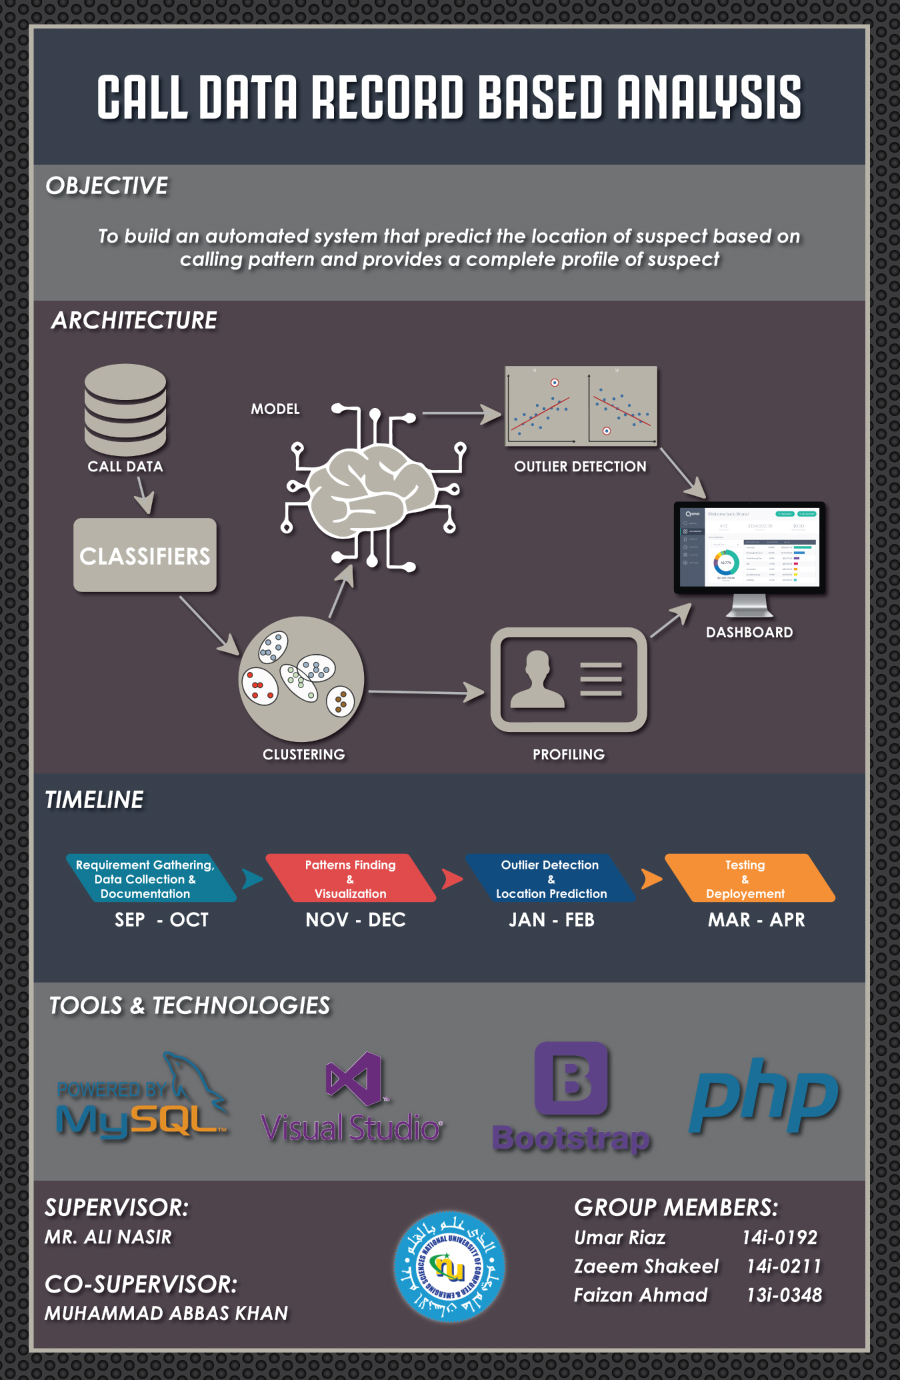 CALL DATA RECORD BASED ANALYSIS
OBJECTIVE
To build an automated system that predict the location of suspect based on
calling pattern and provides a complete profile of suspect
ARCHITECTURE
MODEL
CALL DATA
OUTLIER DETECTION
CLASSIFIERS
DASHBOARD
CLUSTERING
PROFILING
TIMELINE
Requirement Gathering,
Data Collection &
Documentation
SEP - OCT
Patterns Finding
&
Visualization
NOV - DEC
Outlier Detection
&
Location Prediction
JAN - FEB
Testing
&
Deployement
MAR - APR
TOOLS & TECHNOLOGIES
POWERED BY
MySQL™
Visual Studio®
B
Bootstrap
php
SUPERVISOR:
MR. ALI NASIR
CO-SUPERVISOR:
MUHAMMAD ABBAS KHAN
NATIONAL UNIVERSITY OF COMPUTER & EMERGING SCIENCES
nu
GROUP MEMBERS:
Umar Riaz 14i-0192
Zaeem Shakeel 14i-0211
Faizan Ahmad 13i-0348